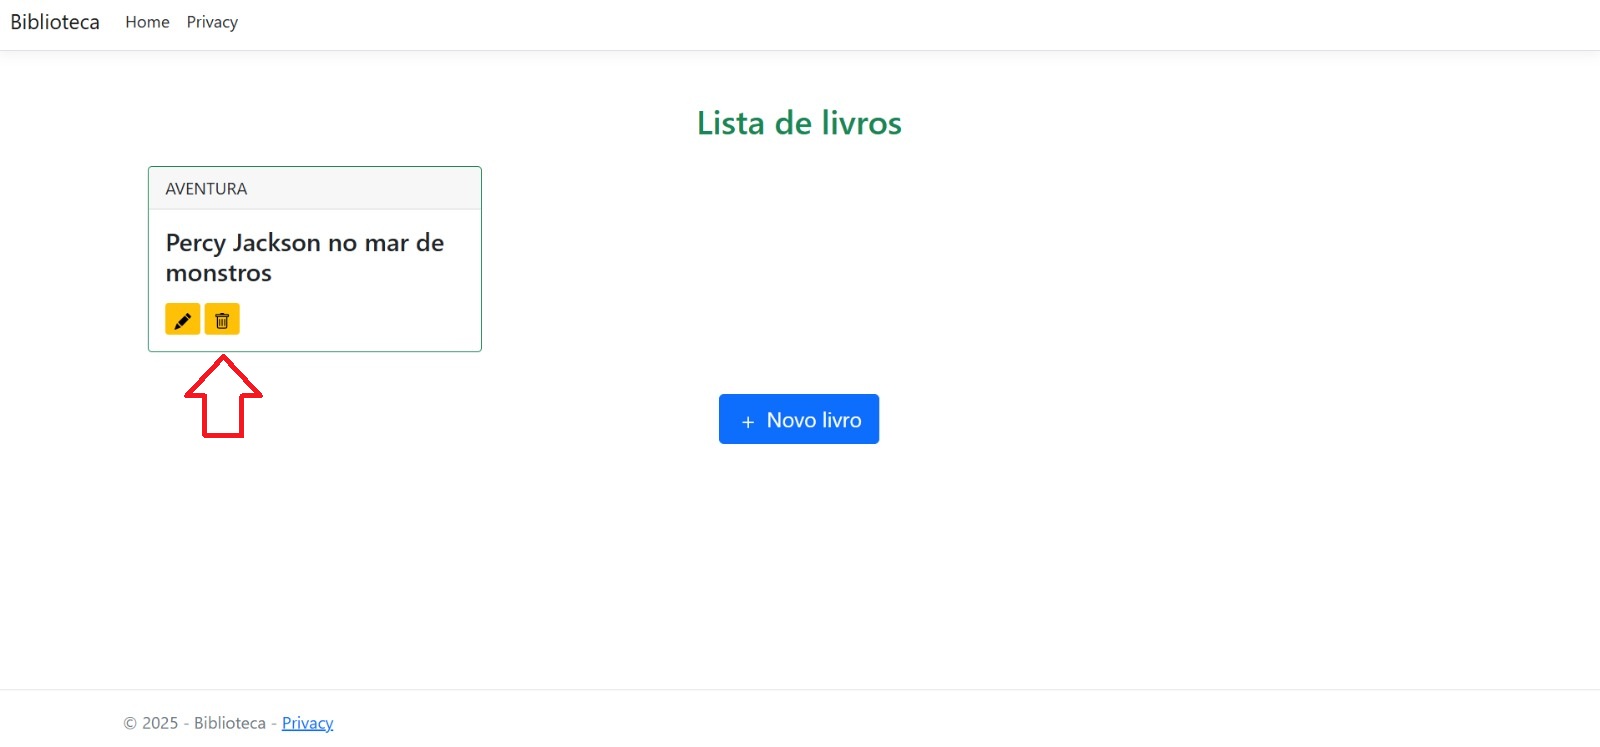 Biblioteca Home Privacy
Lista de livros
AVENTURA
Percy Jackson no mar de
monstros
+ Novo livro
© 2025 - Biblioteca - Privacy